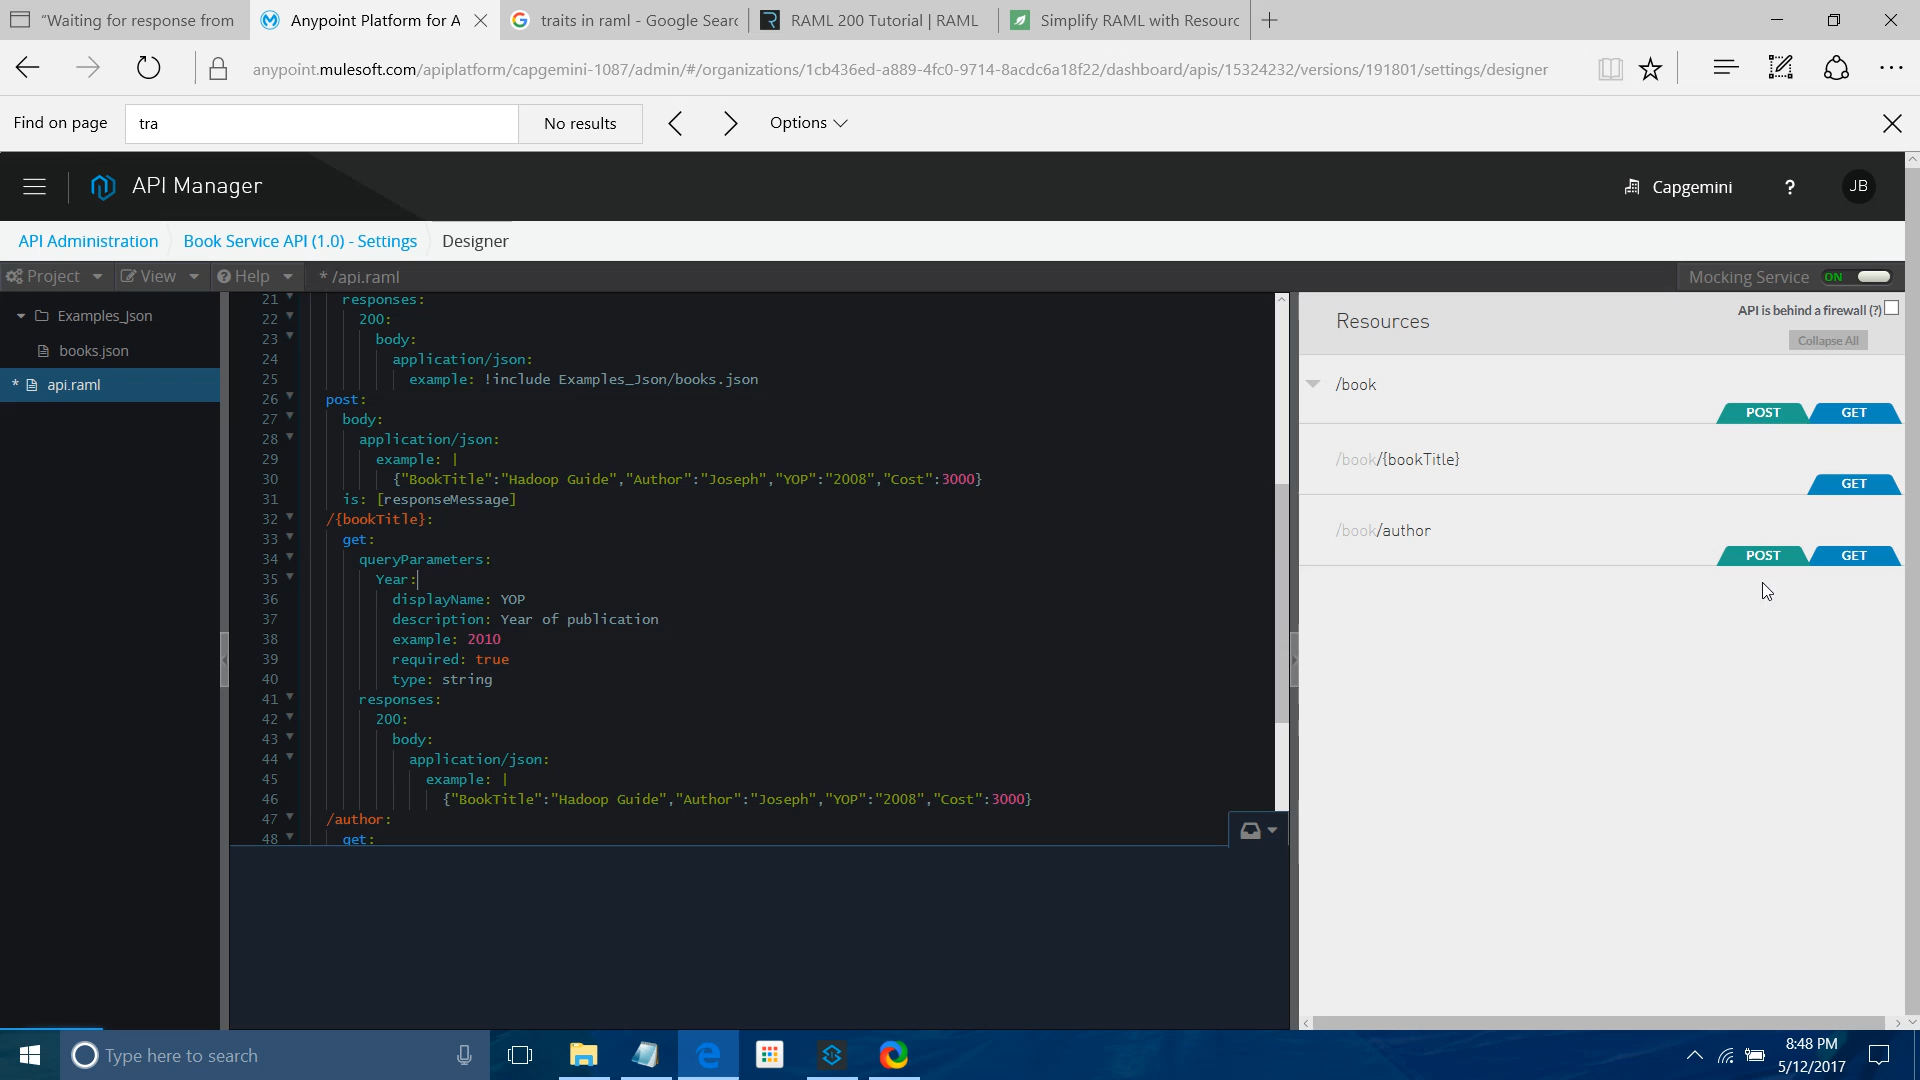 "Waiting for response from
Anypoint Platform for A
traits in raml - Google Searc
RAML 200 Tutorial | RAML
Simplify RAML with Resourc
anypoint.mulesoft.com/apiplatform/capgemini-1087/admin/#/organizations/1cb436ed-a889-4fc0-9714-8acdc6a18f22/dashboard/apis/15324232/versions/191801/settings/designer
Find on page
tra
No results
Options
API Manager
Capgemini
?
JB
API Administration
Book Service API (1.0) - Settings
Designer
Project
View
Help
* /api.raml
Mocking Service
ON
Examples_Json
books.json
* api.raml
21 responses:
22 200:
23 body:
24 application/json:
25 example: !include Examples_Json/books.json
26 post:
27 body:
28 application/json:
29 example: |
30 {"BookTitle":"Hadoop Guide","Author":"Joseph","YOP":"2008","Cost":3000}
31 is: [responseMessage]
32 /{bookTitle}:
33 get:
34 queryParameters:
35 Year:
36 displayName: YOP
37 description: Year of publication
38 example: 2010
39 required: true
40 type: string
41 responses:
42 200:
43 body:
44 application/json:
45 example: |
46 {"BookTitle":"Hadoop Guide","Author":"Joseph","YOP":"2008","Cost":3000}
47 /author:
48 get:
Resources
API is behind a firewall (?)
Collapse All
/book
POST GET
/book/{bookTitle}
GET
/book/author
POST GET
Type here to search
8:48 PM
5/12/2017